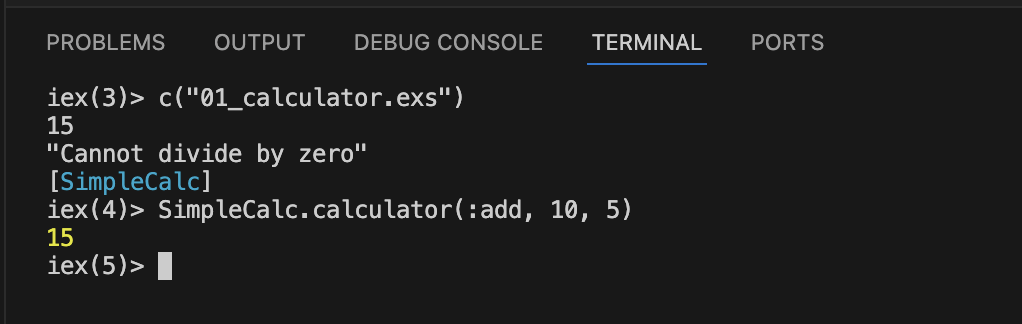 PROBLEMS OUTPUT DEBUG CONSOLE TERMINAL PORTS
iex(3)> c("01_calculator.exs")
15
"Cannot divide by zero"
[SimpleCalc]
iex(4)> SimpleCalc.calculator(:add, 10, 5)
15
iex(5)>